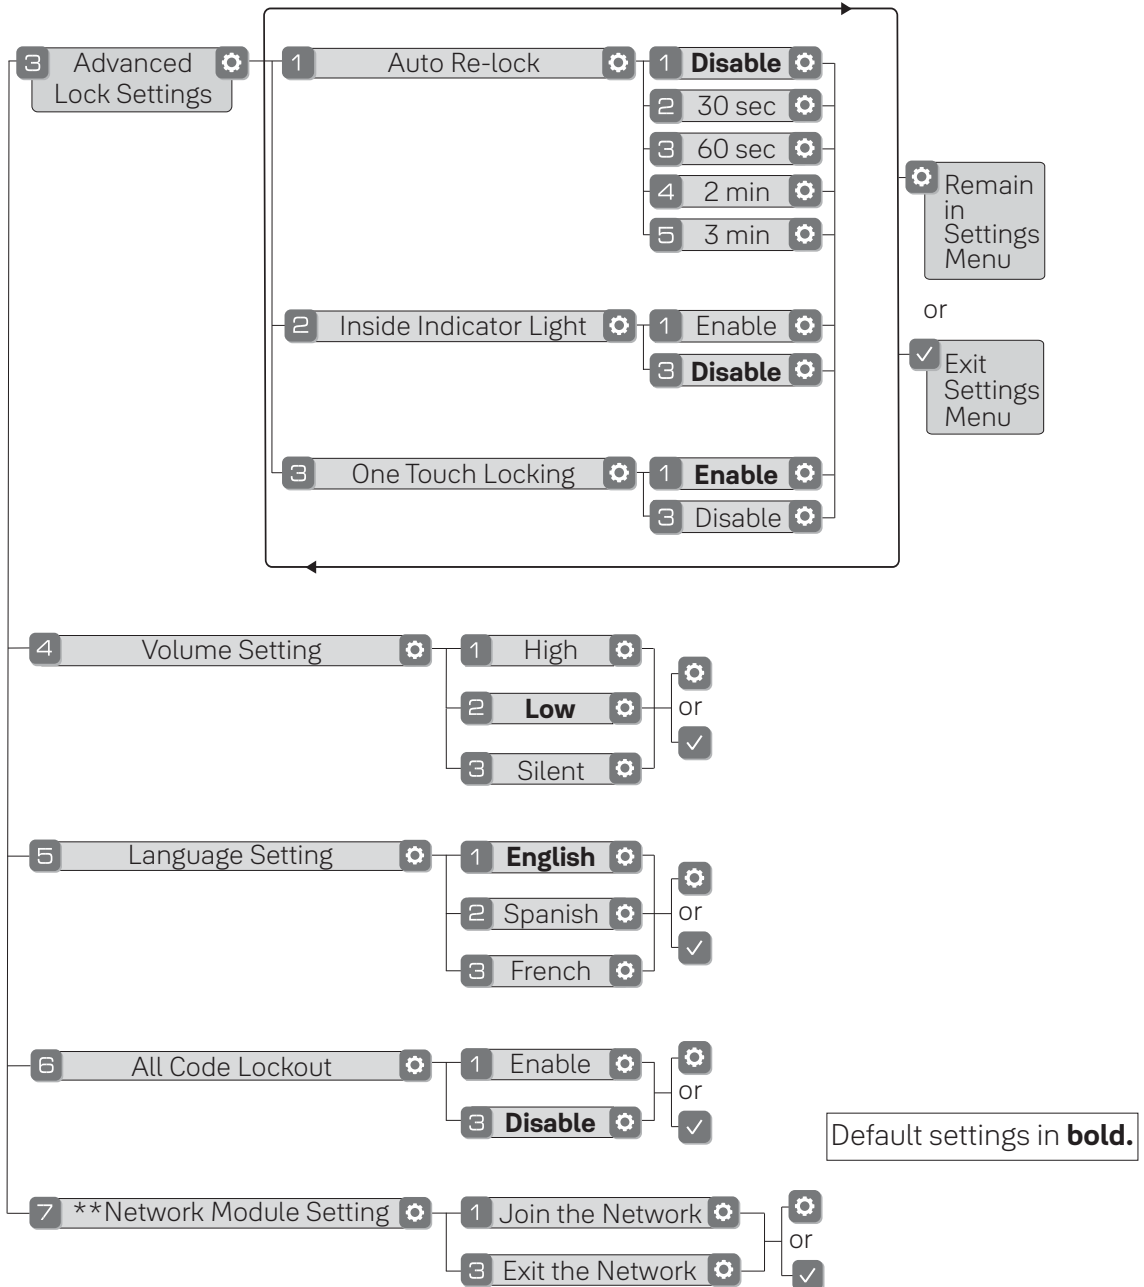 3 Advanced
Lock Settings
1 Auto Re-lock
1 Disable
2 30 sec
3 60 sec
4 2 min
5 3 min
2 Inside Indicator Light
1 Enable
3 Disable
3 One Touch Locking
1 Enable
3 Disable
Remain
in
Settings
Menu
or
Exit
Settings
Menu
4 Volume Setting
1 High
2 Low
3 Silent
or
5 Language Setting
1 English
2 Spanish
3 French
or
6 All Code Lockout
1 Enable
3 Disable
or
Default settings in bold.
7 **Network Module Setting
1 Join the Network
3 Exit the Network
or